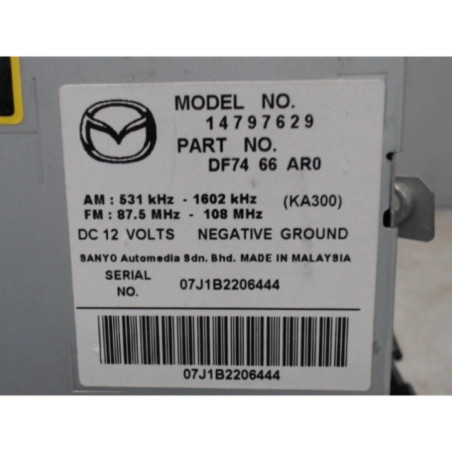 MODEL NO.
14797629
PART NO.
DF74 66 AR0
AM : 531 kHz - 1602 kHz (KA300)
FM : 87.5 MHz - 108 MHz
DC 12 VOLTS NEGATIVE GROUND
SANYO Automedia Sdn. Bhd. MADE IN MALAYSIA
SERIAL NO. 07J1B2206444
07J1B2206444